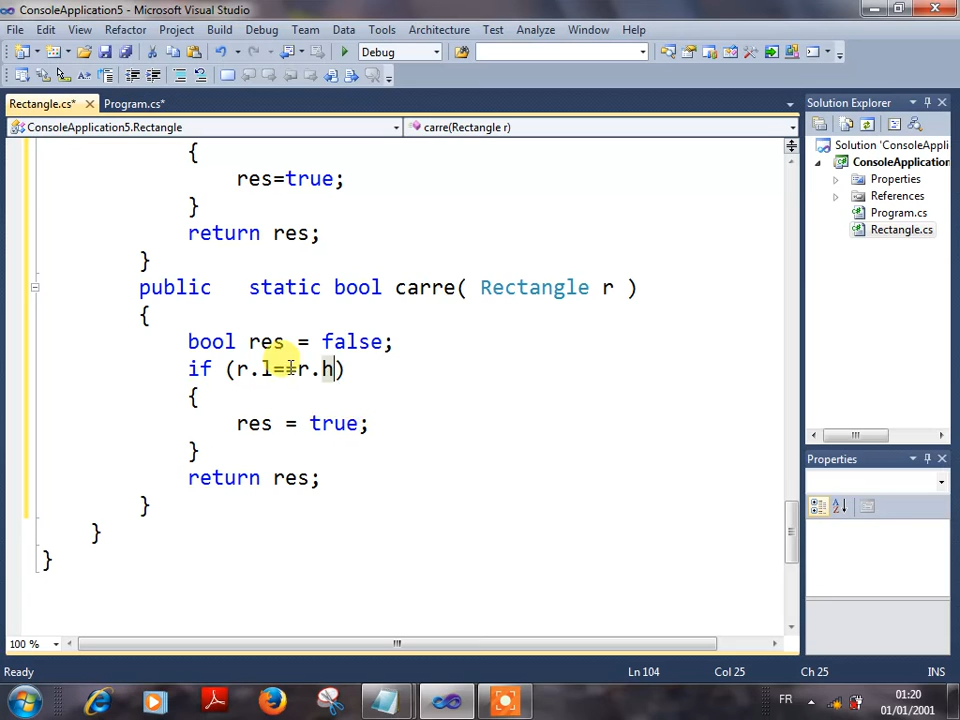 ConsoleApplication5 - Microsoft Visual Studio
File Edit View Refactor Project Build Debug Team Data Tools Architecture Test Analyze Window Help
Debug
Rectangle.cs* Program.cs*
ConsoleApplication5.Rectangle carre(Rectangle r)
{
res=true;
}
return res;
}
public static bool carre( Rectangle r )
{
bool res = false;
if (r.l==r.h)
{
res = true;
}
return res;
}
}
}
100 %
Solution Explorer
Solution 'ConsoleAppli
ConsoleApplication
Properties
References
Program.cs
Rectangle.cs
Properties
Ready Ln 104 Col 25 Ch 25 INS
FR 01:20
01/01/2001